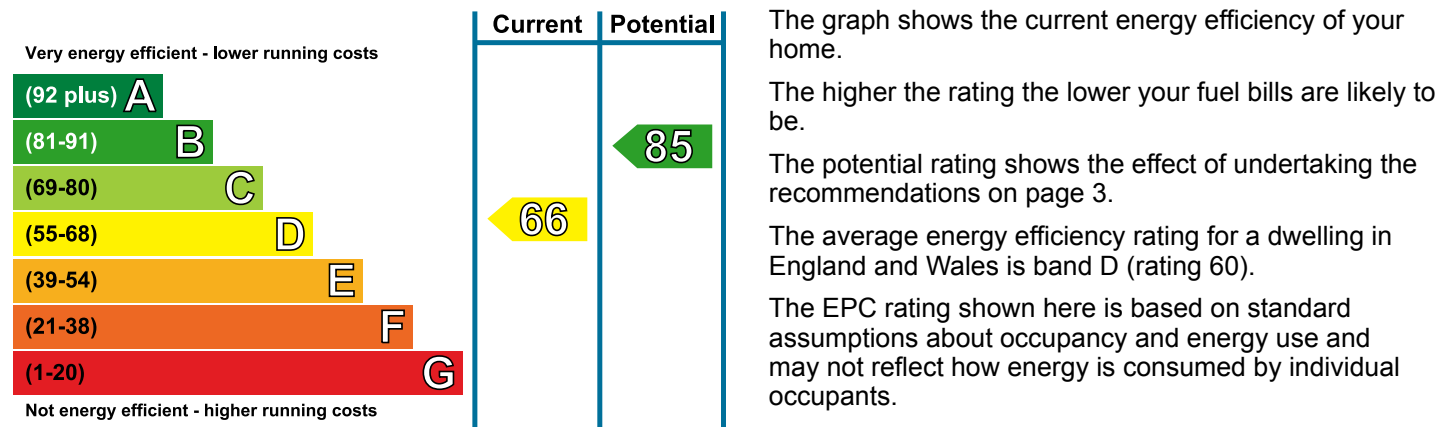 Current Potential
Very energy efficient - lower running costs
(92 plus) A
(81-91) B
85
(69-80) C
66
(55-68) D
(39-54) E
(21-38) F
(1-20) G
Not energy efficient - higher running costs
The graph shows the current energy efficiency of your
home.
The higher the rating the lower your fuel bills are likely to
be.
The potential rating shows the effect of undertaking the
recommendations on page 3.
The average energy efficiency rating for a dwelling in
England and Wales is band D (rating 60).
The EPC rating shown here is based on standard
assumptions about occupancy and energy use and
may not reflect how energy is consumed by individual
occupants.